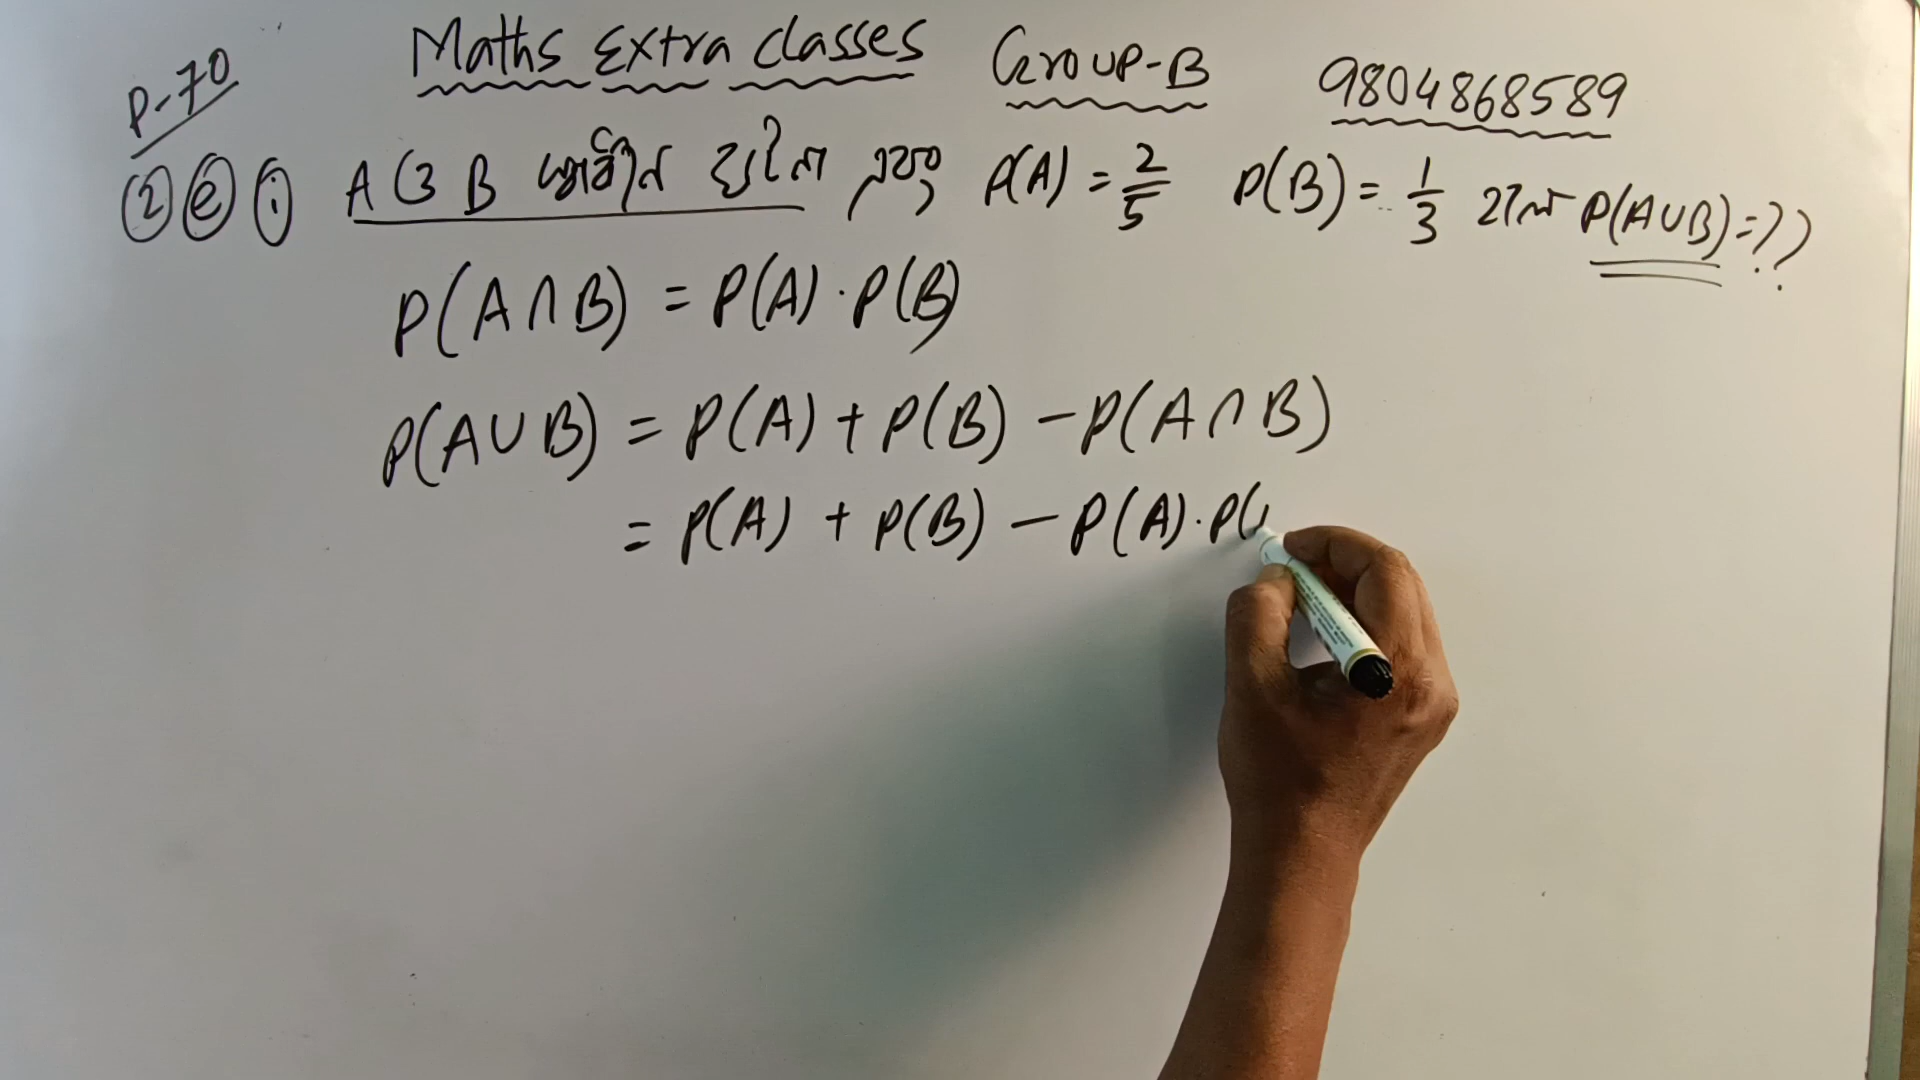 P-70
Maths Extra classes Group-B 9804868589
2 e i A ও B স্বাধীন ঘটনা এবং P(A) = 2/5 P(B) = 1/3 হলে P(A∪B)=??
P(A∩B) = P(A)·P(B)
P(A∪B) = P(A) + P(B) - P(A∩B)
= P(A) + P(B) - P(A)·P(